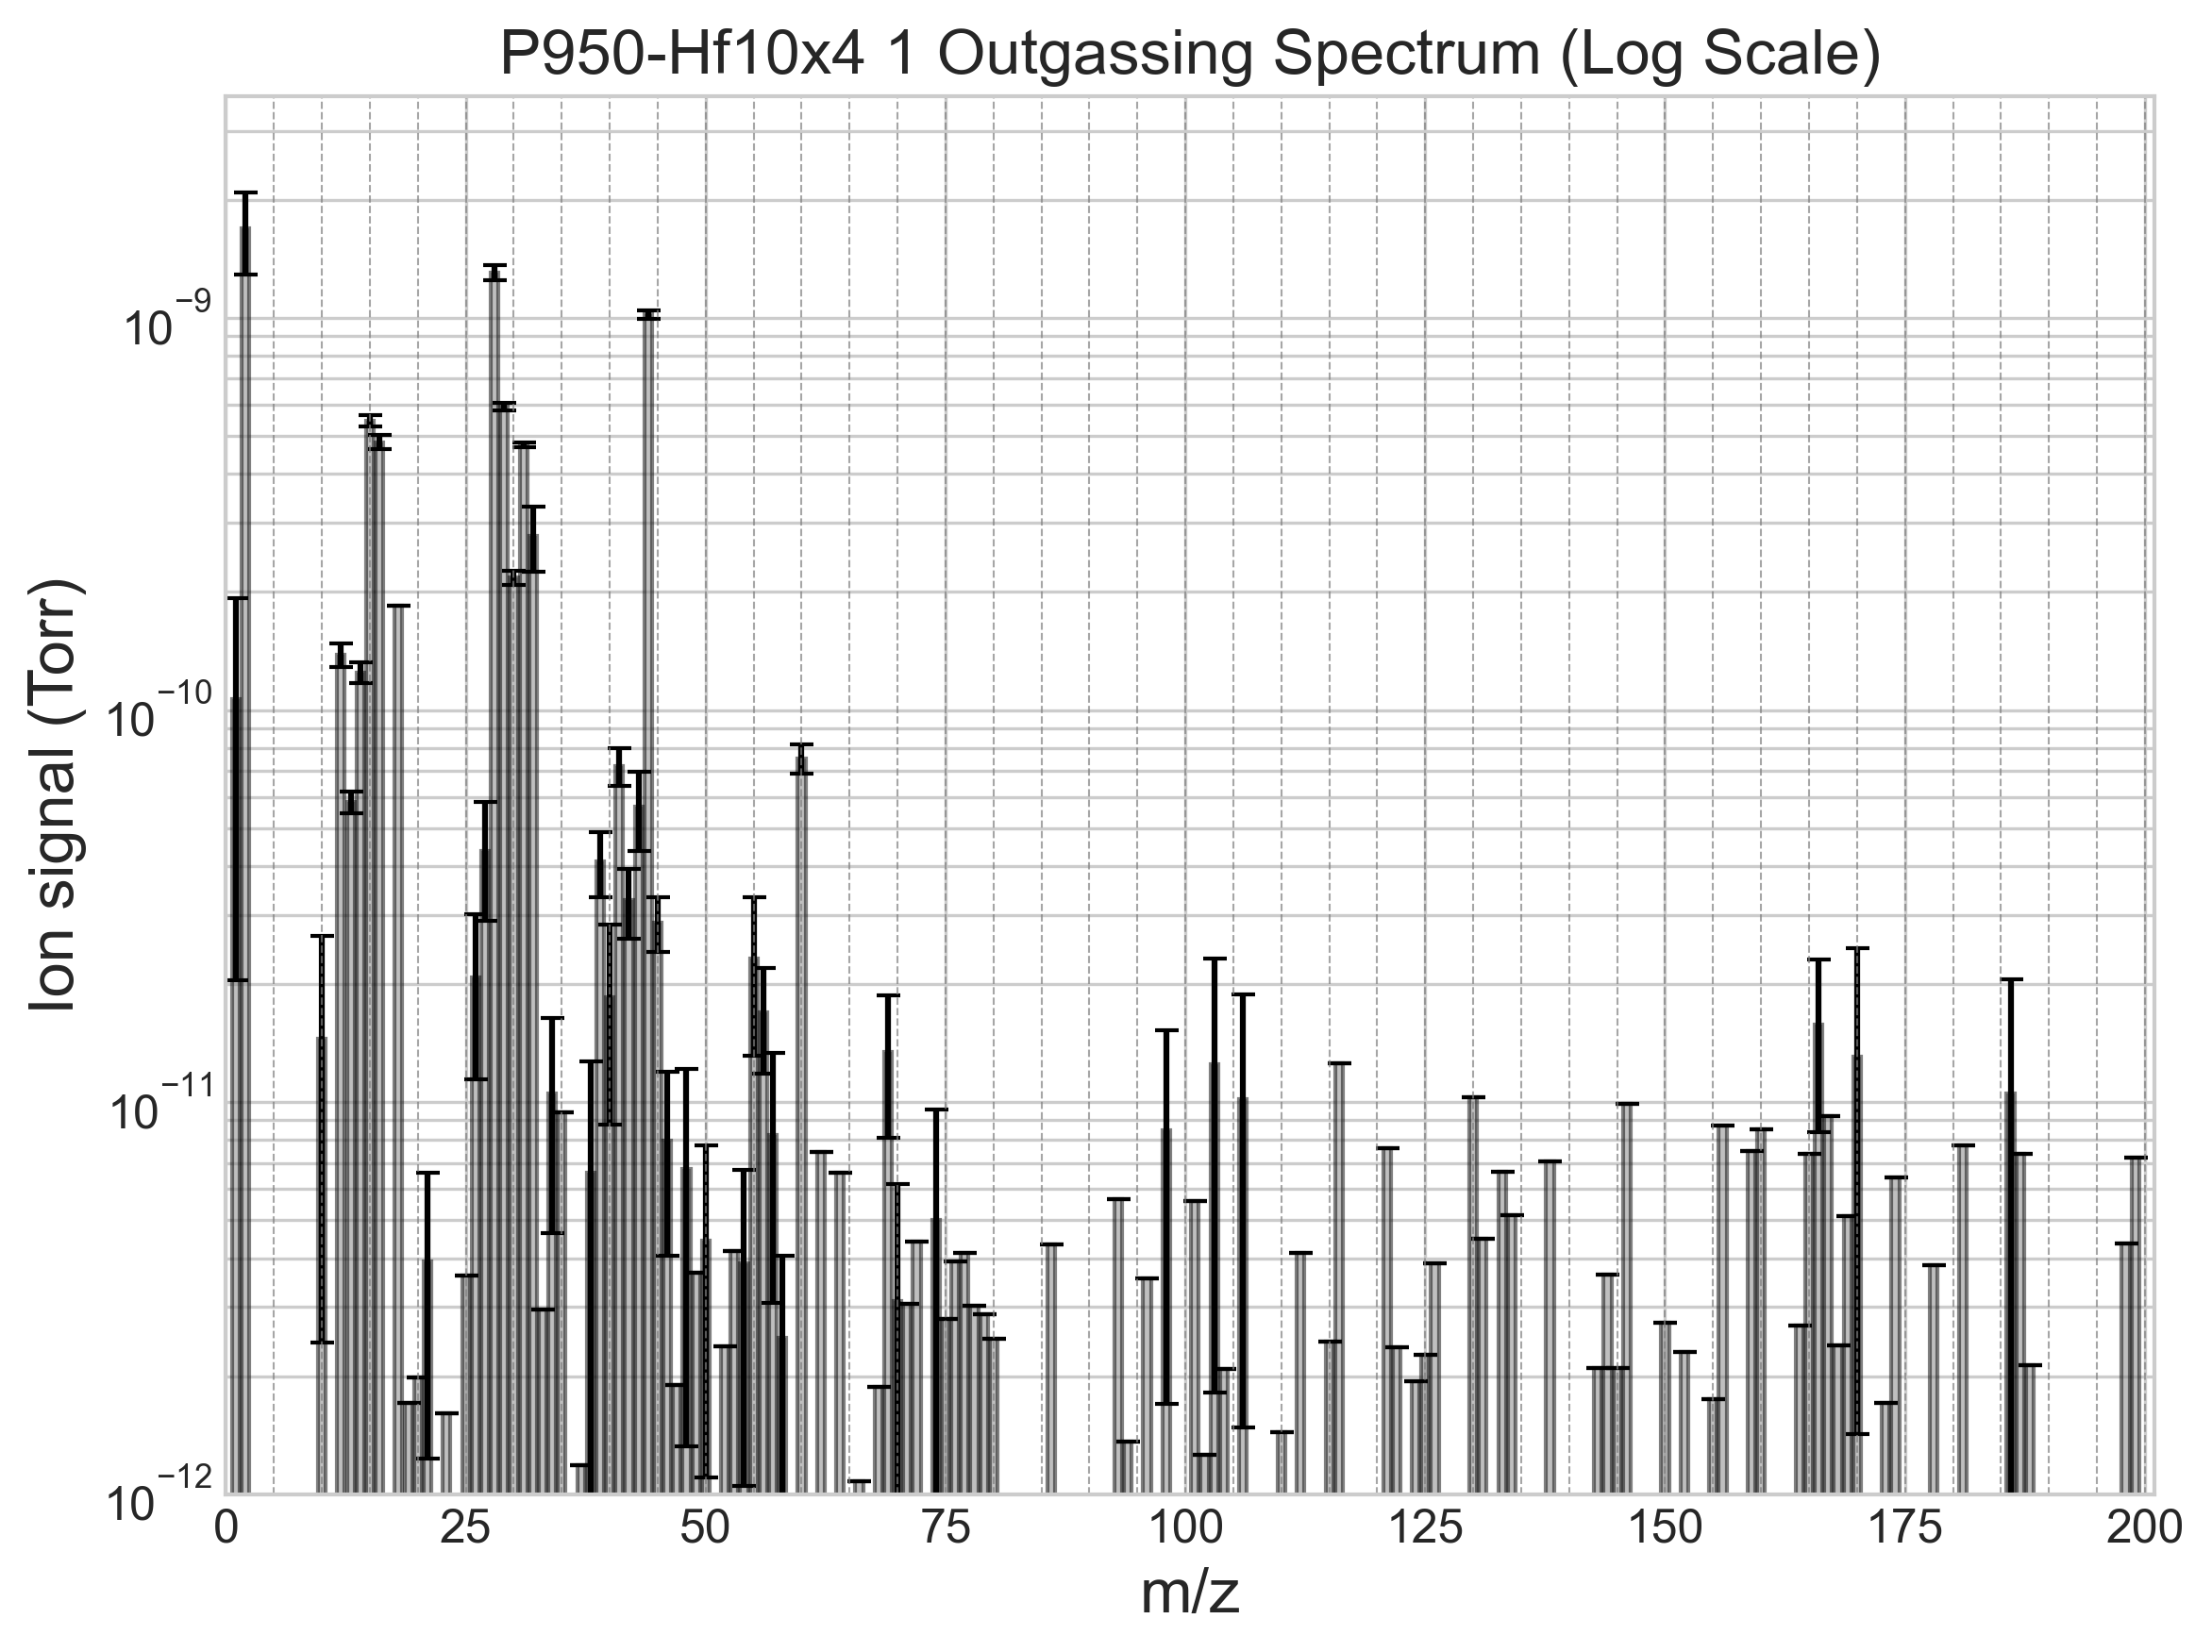 P950-Hf10x4 1 Outgassing Spectrum (Log Scale)
Ion signal (Torr)
10⁻⁹
10⁻¹⁰
10⁻¹¹
10⁻¹²
0 25 50 75 100 125 150 175 200
m/z